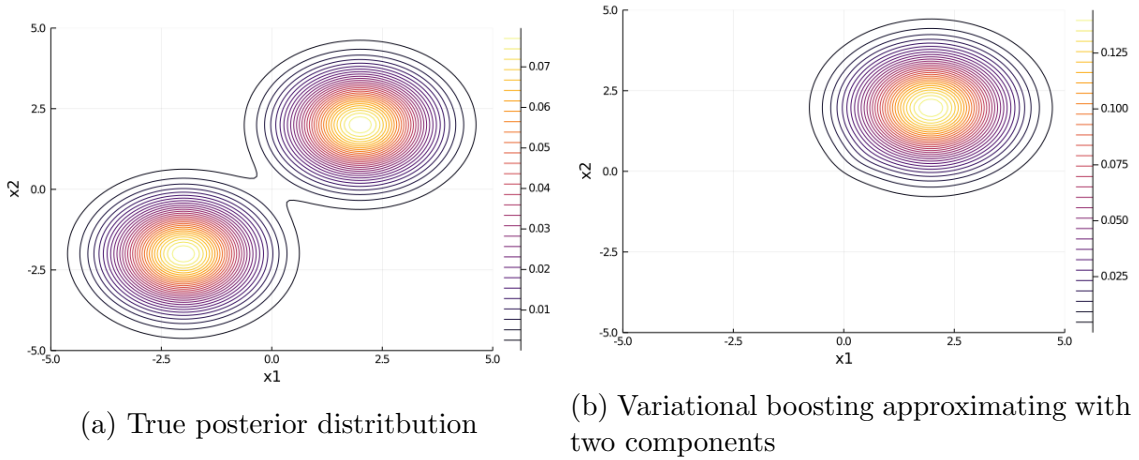 5.0
2.5
0.0
-2.5
-5.0
x2
-5.0 -2.5 0.0 2.5 5.0
x1
0.07
0.06
0.05
0.04
0.03
0.02
0.01
(a) True posterior distritbution
5.0
2.5
0.0
-2.5
-5.0
x2
-5.0 -2.5 0.0 2.5 5.0
x1
0.125
0.100
0.075
0.050
0.025
(b) Variational boosting approximating with
two components